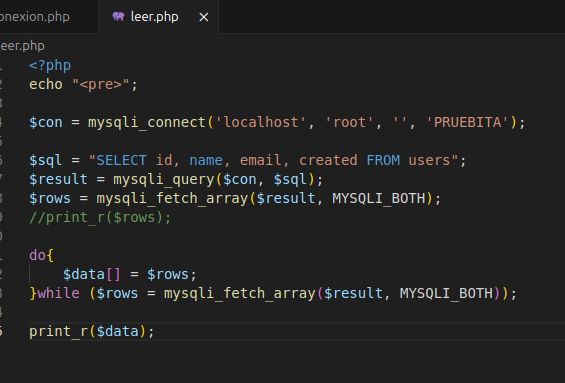 onexion.php leer.php ×
eer.php
1 <?php
2 echo "<pre>";
3
4 $con = mysqli_connect('localhost', 'root', '', 'PRUEBITA');
5
6 $sql = "SELECT id, name, email, created FROM users";
7 $result = mysqli_query($con, $sql);
8 $rows = mysqli_fetch_array($result, MYSQLI_BOTH);
9 //print_r($rows);
0
1 do{
2 $data[] = $rows;
3 }while ($rows = mysqli_fetch_array($result, MYSQLI_BOTH));
4
5 print_r($data);